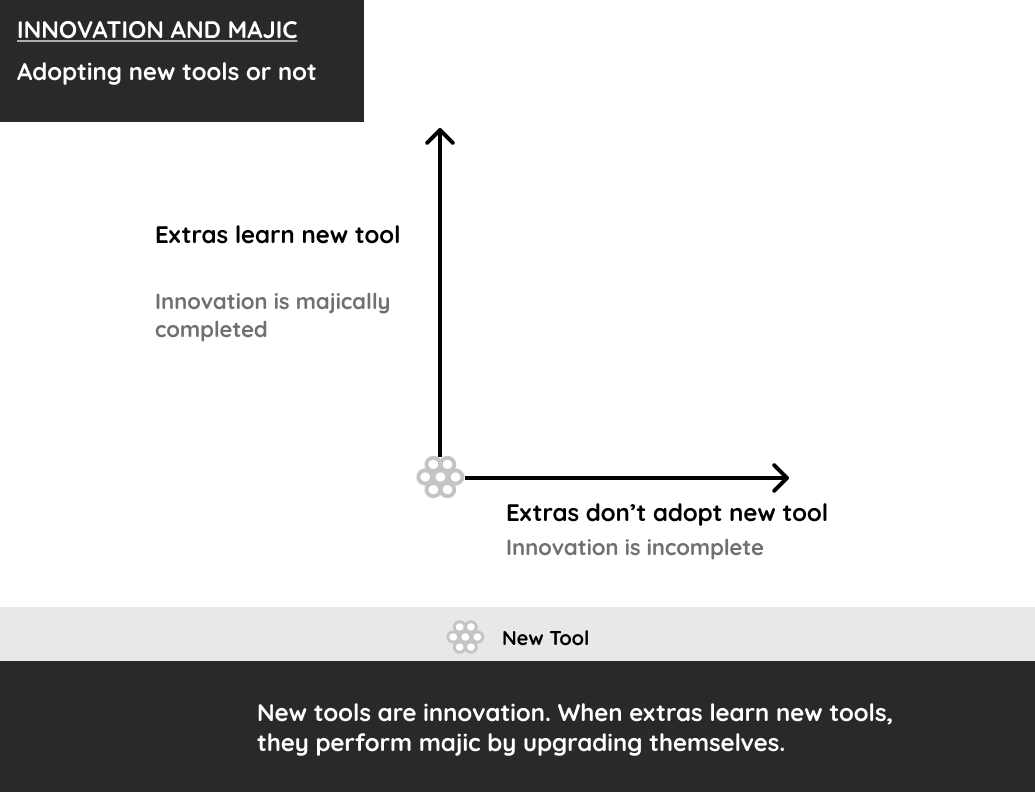 INNOVATION AND MAJIC
Adopting new tools or not
Extras learn new tool
Innovation is majically
completed
Extras don’t adopt new tool
Innovation is incomplete
New Tool
New tools are innovation. When extras learn new tools,
they perform majic by upgrading themselves.